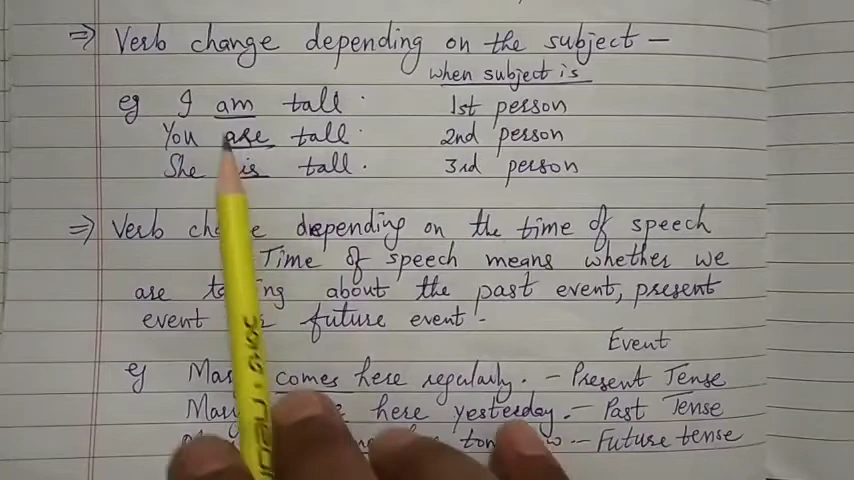 ⇒ Verb change depending on the subject –
when subject is
eg I am tall. 1st person
You are tall. 2nd person
She is tall. 3rd person
⇒ Verb depending on the time of speech
Time of speech means whether we
are about the past event, present
event future event -
Event
eg comes here regularly. - Present Tense
here yesterday. - Past Tense
- Future tense